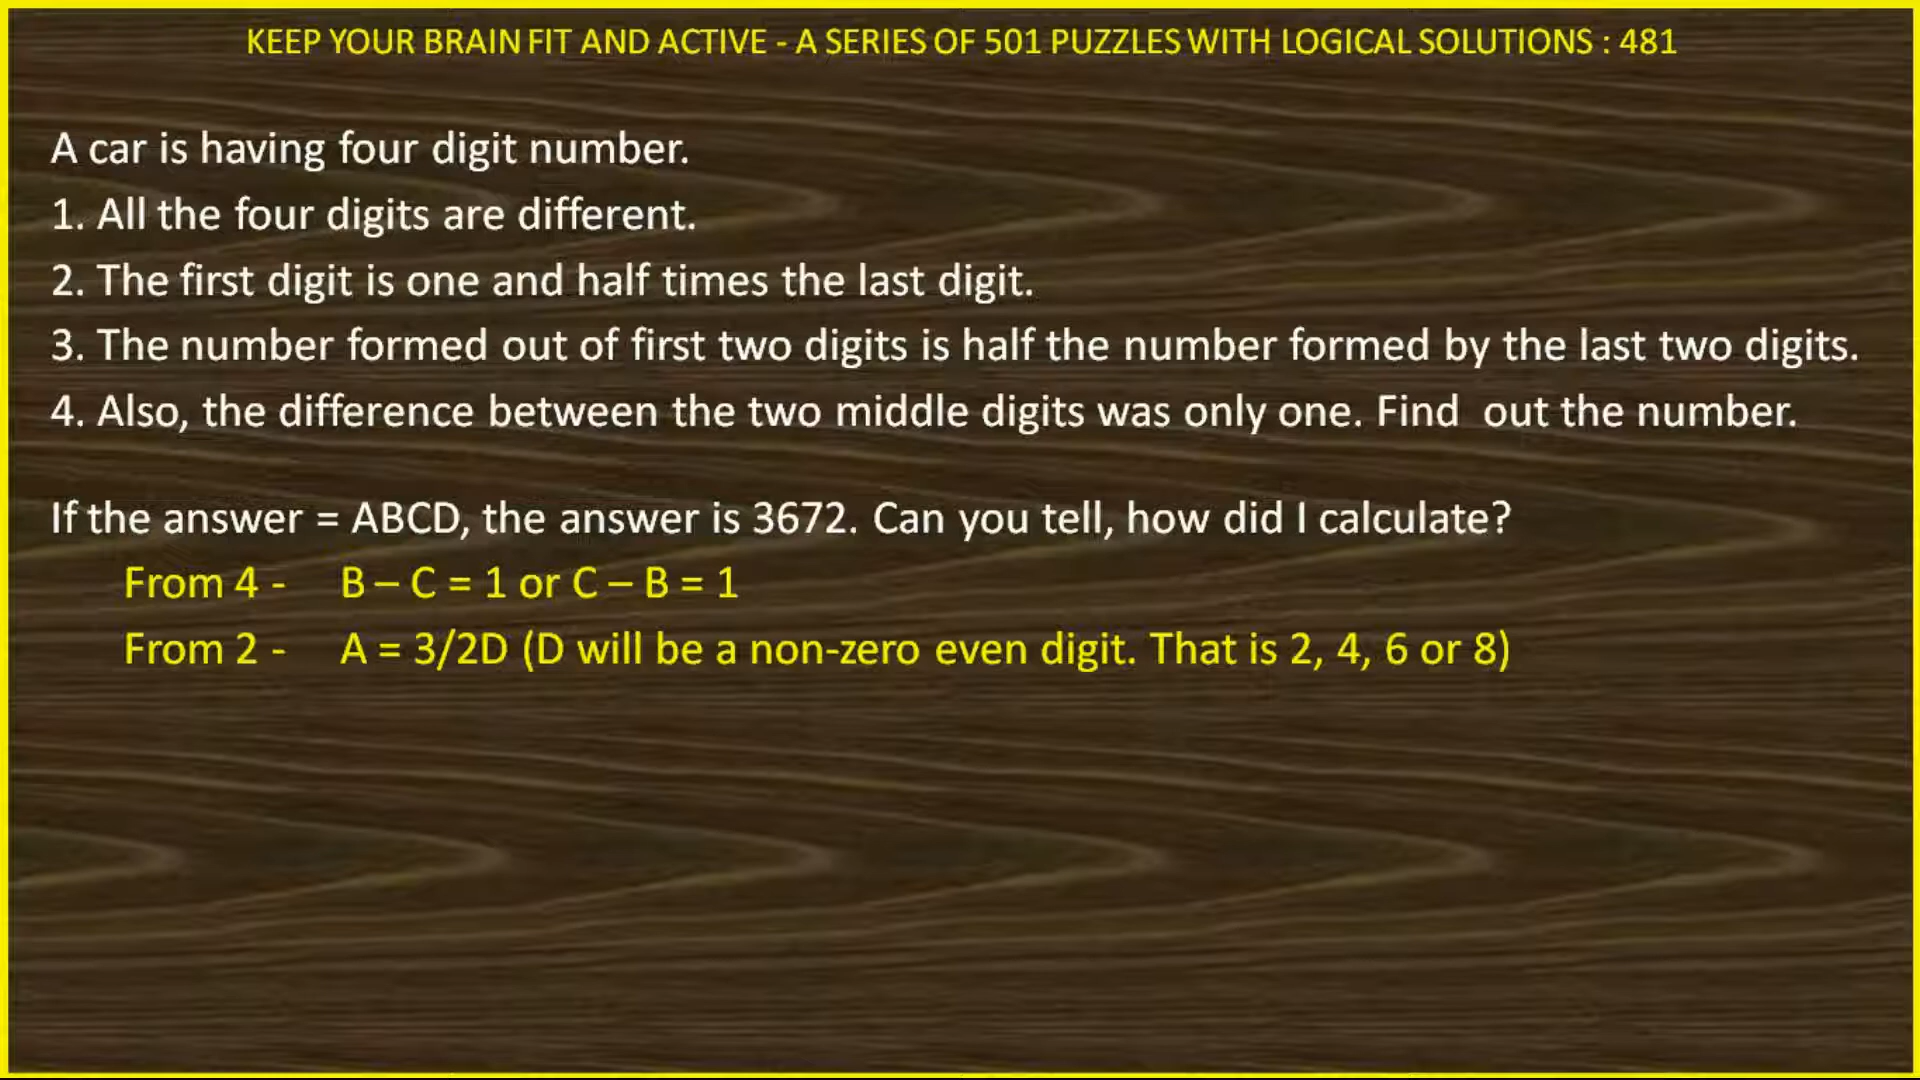 KEEP YOUR BRAIN FIT AND ACTIVE - A SERIES OF 501 PUZZLES WITH LOGICAL SOLUTIONS : 481
A car is having four digit number.
1. All the four digits are different.
2. The first digit is one and half times the last digit.
3. The number formed out of first two digits is half the number formed by the last two digits.
4. Also, the difference between the two middle digits was only one. Find out the number.
If the answer = ABCD, the answer is 3672. Can you tell, how did I calculate?
From 4 - B – C = 1 or C – B = 1
From 2 - A = 3/2D (D will be a non-zero even digit. That is 2, 4, 6 or 8)